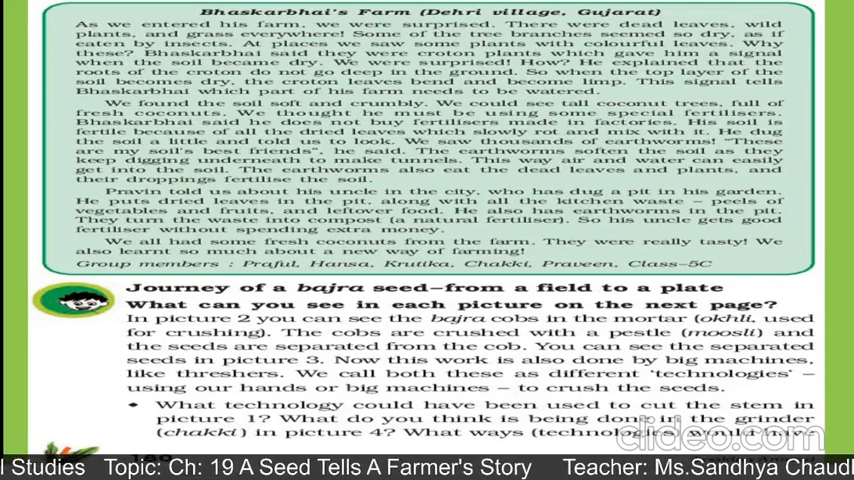 Bhaskarbhai's Farm (Dehri village, Gujarat)
As we entered his farm, we were surprised. There were dead leaves, wild
plants, and grass everywhere! Some of the tree branches seemed so dry, as if
eaten by insects. At places we saw some plants with colourful leaves. Why
these? Bhaskarbhai said they were croton plants which gave him a signal
when the soil became dry. We were surprised! How? He explained that the
roots of the croton do not go deep in the ground. So when the top layer of the
soil becomes dry, the croton leaves bend and become limp. This signal tells
Bhaskarbhai which part of his farm needs to be watered.
We found the soil soft and crumbly. We could see tall coconut trees, full of
fresh coconuts. We thought he must be using some special fertilisers.
Bhaskarbhai said he does not buy fertilisers made in factories. His soil is
fertile because of all the dried leaves which slowly rot and mix with it. He dug
the soil a little and told us to look. We saw thousands of earthworms! "These
are my soil's best friends", he said. The earthworms soften the soil as they
keep digging underneath to make tunnels. This way air and water can easily
get into the soil. The earthworms also eat the dead leaves and plants, and
their droppings fertilise the soil.
Pravin told us about his uncle in the city, who has dug a pit in his garden.
He puts dried leaves in the pit, along with all the kitchen waste – peels of
vegetables and fruits, and leftover food. He also has earthworms in the pit.
They turn the waste into compost (a natural fertiliser). So his uncle gets good
fertiliser without spending extra money.
We all had some fresh coconuts from the farm. They were really tasty! We
also learnt so much about a new way of farming!
Group members : Praful, Hansa, Krutika, Chakki, Praveen, Class–5C
Journey of a bajra seed–from a field to a plate
What can you see in each picture on the next page?
In picture 2 you can see the bajra cobs in the mortar (okhli, used
for crushing). The cobs are crushed with a pestle (moosli) and
the seeds are separated from the cob. You can see the separated
seeds in picture 3. Now this work is also done by big machines,
like threshers. We call both these as different 'technologies' –
using our hands or big machines – to crush the seeds.
• What technology could have been used to cut the stem in
picture 1? What do you think is being done in the grinder
(chakki) in picture 4? What ways (technologies) would have
clideo.com
l Studies Topic: Ch: 19 A Seed Tells A Farmer's Story Teacher: Ms.Sandhya Chaudh